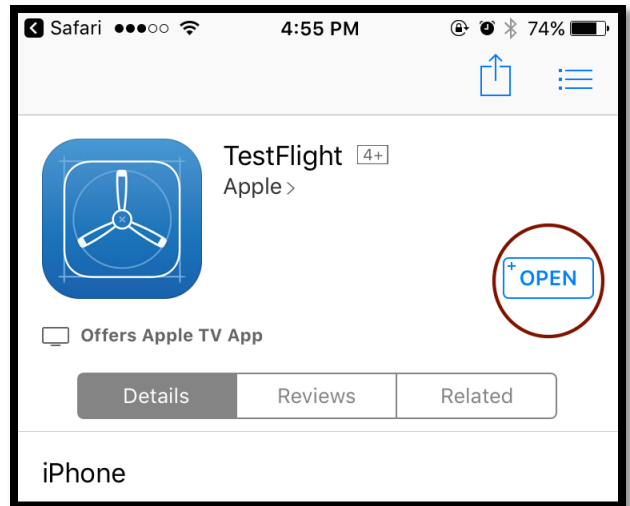 Safari 4:55 PM 74%
TestFlight 4+
Apple >
+ OPEN
Offers Apple TV App
Details Reviews Related
iPhone